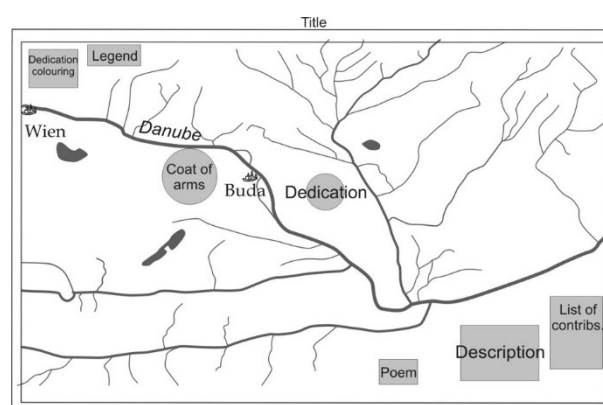 Title
Dedication
colouring
Legend
Wien
Danube
Coat of
arms
Buda
Dedication
List of
contribs.
Description
Poem